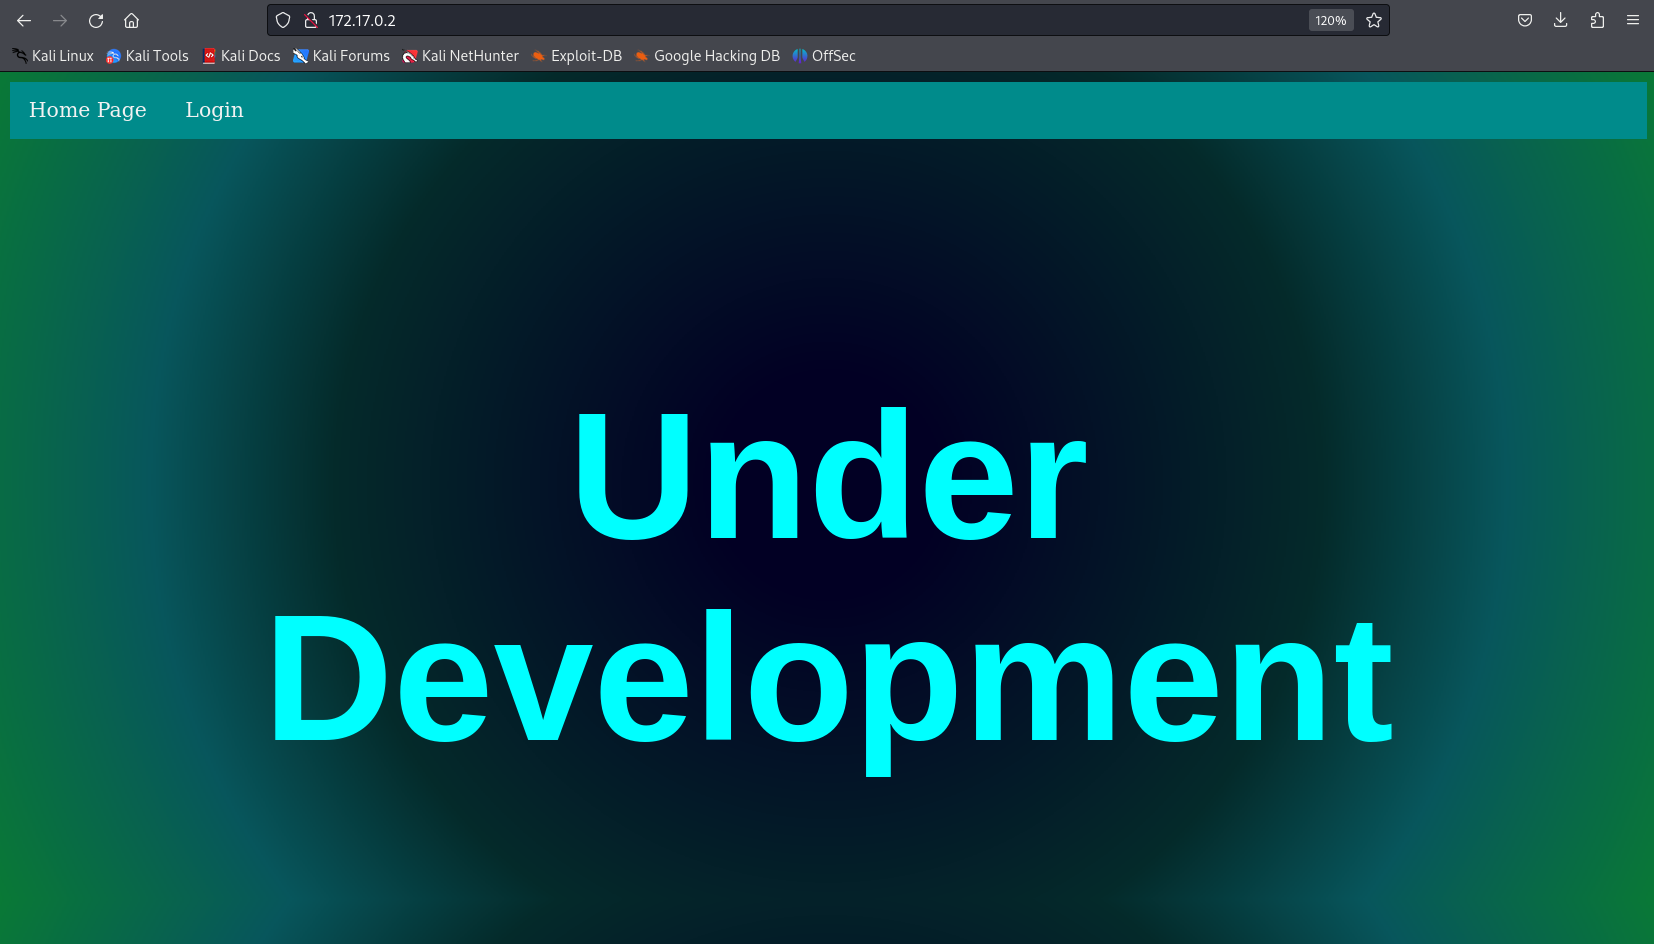 172.17.0.2 120%
Kali Linux Kali Tools Kali Docs Kali Forums Kali NetHunter Exploit-DB Google Hacking DB OffSec
Home Page Login
Under
Development